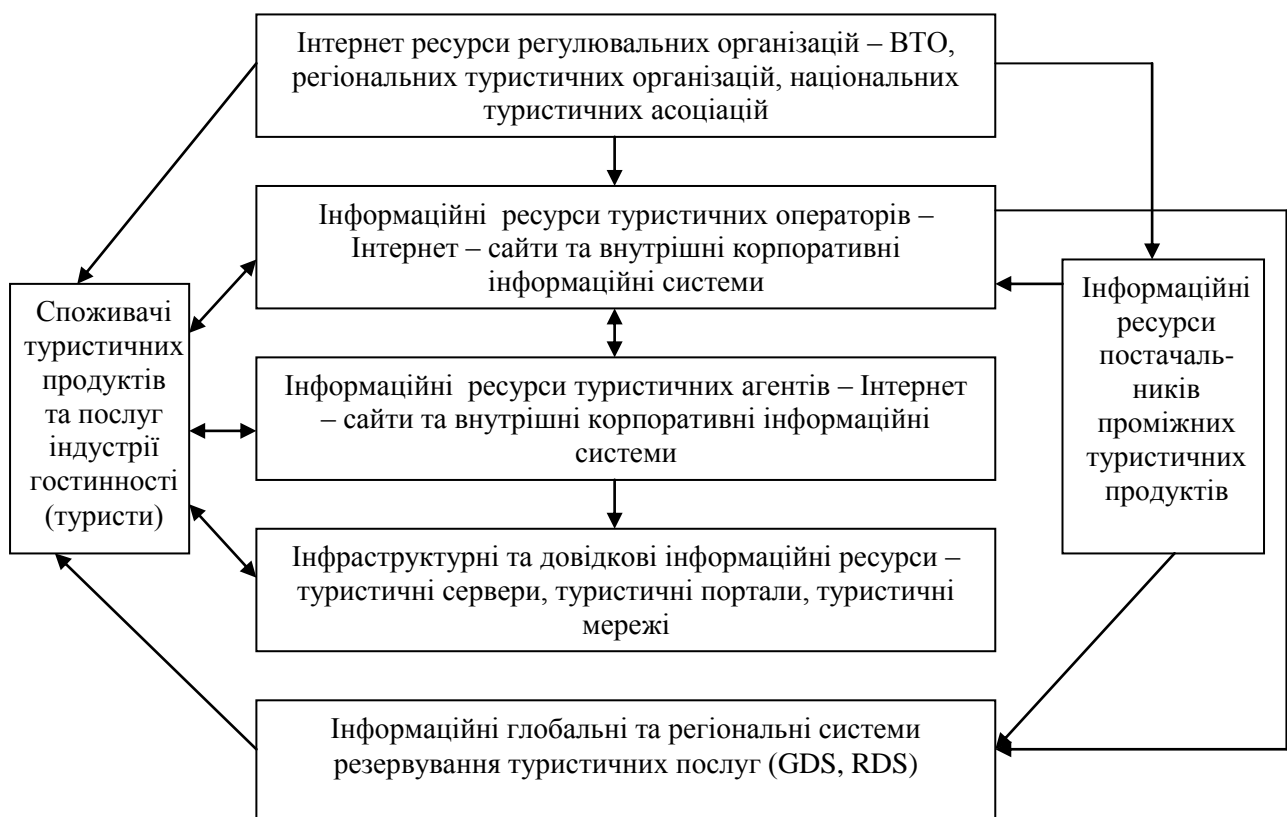 Інтернет ресурси регулювальних організацій – ВТО,
регіональних туристичних організацій, національних
туристичних асоціацій
Інформаційні ресурси туристичних операторів –
Інтернет – сайти та внутрішні корпоративні
інформаційні системи
Споживачі
туристичних
продуктів
та послуг
індустрії
гостинності
(туристи)
Інформаційні
ресурси
постачаль-
ників
проміжних
туристичних
продуктів
Інформаційні ресурси туристичних агентів – Інтернет
– сайти та внутрішні корпоративні інформаційні
системи
Інфраструктурні та довідкові інформаційні ресурси –
туристичні сервери, туристичні портали, туристичні
мережі
Інформаційні глобальні та регіональні системи
резервування туристичних послуг (GDS, RDS)